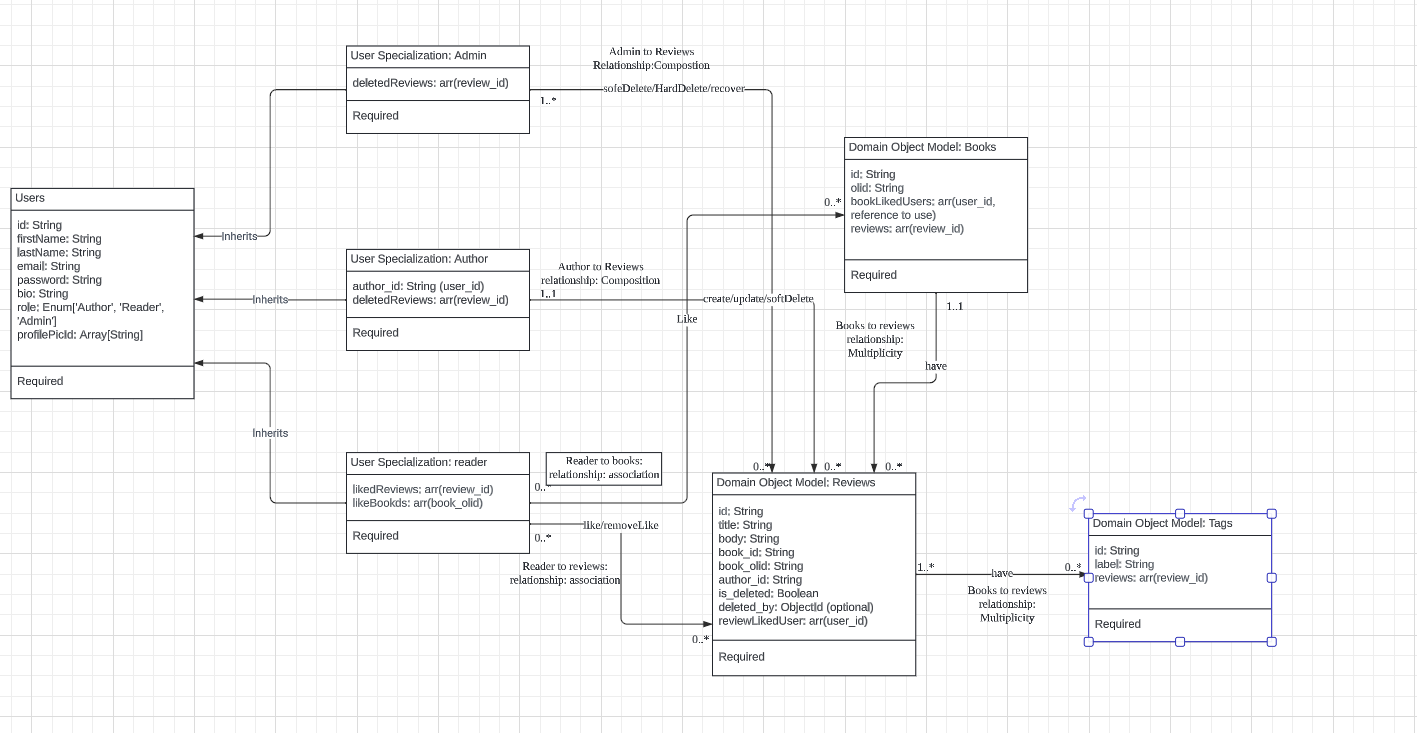 User Specialization: Admin
deletedReviews: arr(review_id)
Required
Admin to Reviews
Relationship:Compostion
sofeDelete/HardDelete/recover
1..*
Domain Object Model: Books
id: String
olid: String
bookLikedUsers: arr(user_id,
reference to use)
reviews: arr(review_id)
Required
0..*
1..1
Users
id: String
firstName: String
lastName: String
email: String
password: String
bio: String
role: Enum['Author', 'Reader',
'Admin']
profilePicId: Array[String]
Required
Inherits
Inherits
Inherits
User Specialization: Author
author_id: String (user_id)
deletedReviews: arr(review_id)
Required
Author to Reviews
relationship: Composition
1..1
create/update/softDelete
Like
Books to reviews
relationship:
Multiplicity
have
User Specialization: reader
likedReviews: arr(review_id)
likeBookds: arr(book_olid)
Required
Reader to books:
relationship: association
0..*
like/removeLike
0..*
Reader to reviews:
relationship: association
0..*
0..*
0..*
0..*
Domain Object Model: Reviews
id: String
title: String
body: String
book_id: String
book_olid: String
author_id: String
is_deleted: Boolean
deleted_by: ObjectId (optional)
reviewLikedUser: arr(user_id)
Required
1..*
have
0..*
Books to reviews
relationship:
Multiplicity
Domain Object Model: Tags
id: String
label: String
reviews: arr(review_id)
Required